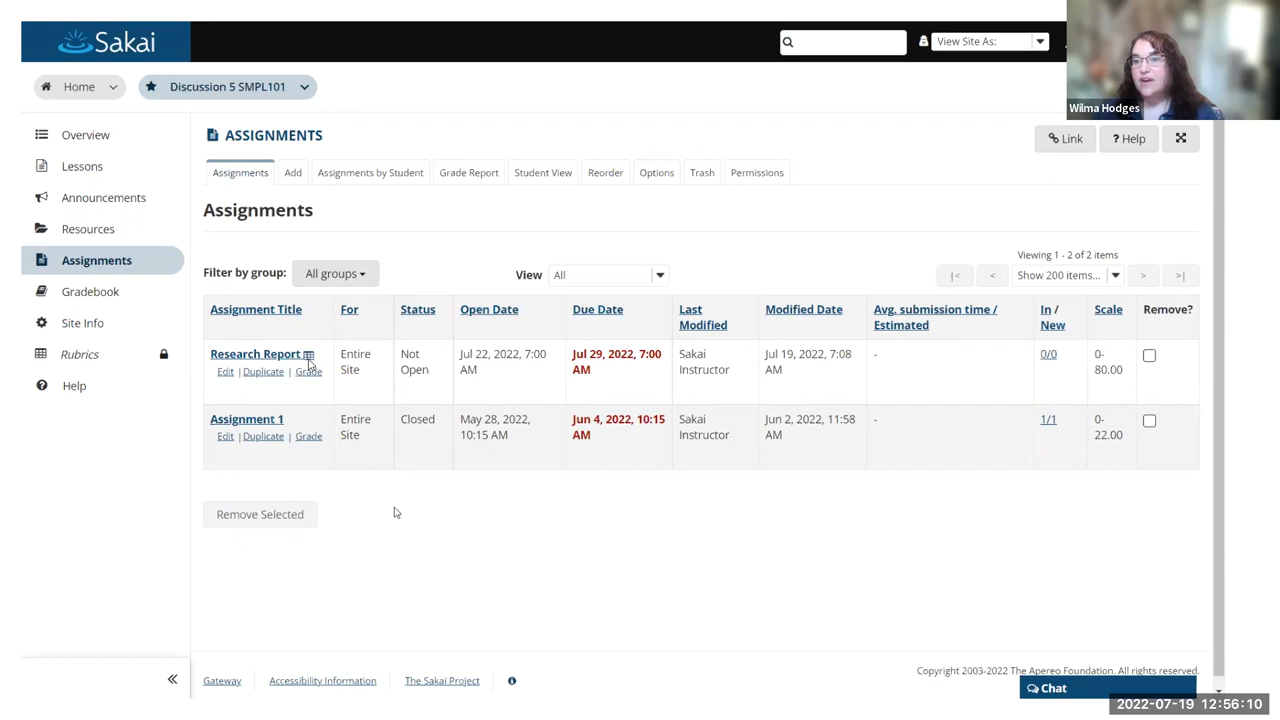 Sakai
View Site As:
Wilma Hodges
Home
Discussion 5 SMPL101
Overview
Lessons
Announcements
Resources
Assignments
Gradebook
Site Info
Rubrics
Help
ASSIGNMENTS
Link
? Help
Assignments
Add
Assignments by Student
Grade Report
Student View
Reorder
Options
Trash
Permissions
Assignments
Viewing 1 - 2 of 2 items
Filter by group:
All groups
View
All
|<
<
Show 200 items...
>
>|
Assignment Title
For
Status
Open Date
Due Date
Last Modified
Modified Date
Avg. submission time / Estimated
In / New
Scale
Remove?
Research Report
Edit | Duplicate | Grade
Entire Site
Not Open
Jul 22, 2022, 7:00 AM
Jul 29, 2022, 7:00 AM
Sakai Instructor
Jul 19, 2022, 7:08 AM
-
0/0
0-80.00
Assignment 1
Edit | Duplicate | Grade
Entire Site
Closed
May 28, 2022, 10:15 AM
Jun 4, 2022, 10:15 AM
Sakai Instructor
Jun 2, 2022, 11:58 AM
-
1/1
0-22.00
Remove Selected
Gateway
Accessibility Information
The Sakai Project
Copyright 2003-2022 The Apereo Foundation. All rights reserved.
Chat
2022-07-19 12:56:10